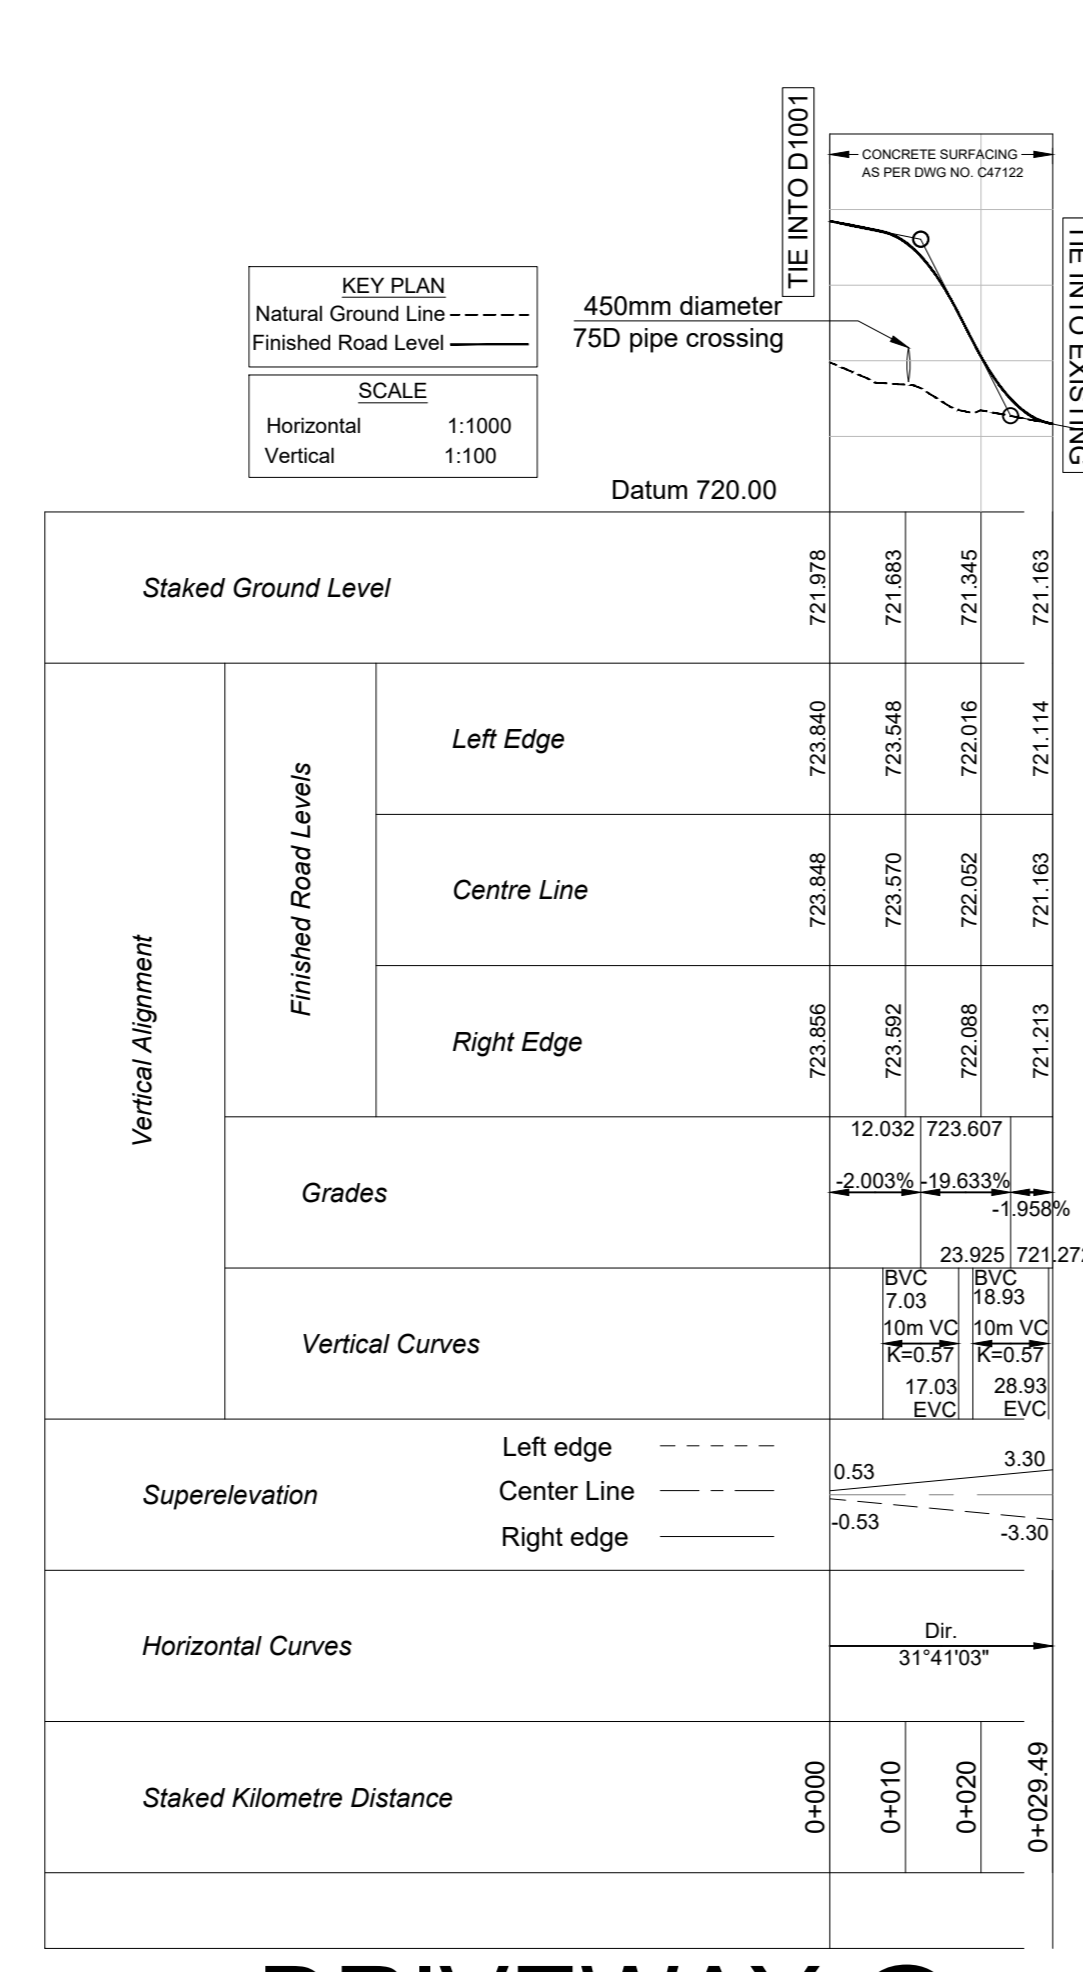 TIE INTO D1001
CONCRETE SURFACING
AS PER DWG NO. C47122
TIE INTO EXISTING
KEY PLAN
Natural Ground Line
Finished Road Level
450mm diameter
75D pipe crossing
SCALE
Horizontal 1:1000
Vertical 1:100
Datum 720.00
Staked Ground Level 721.978 721.683 721.345 721.163
Vertical Alignment
Finished Road Levels
Left Edge 723.840 723.548 722.016 721.114
Centre Line 723.848 723.570 722.052 721.163
Right Edge 723.856 723.592 722.088 721.213
12.032 723.607
Grades -2.003% -19.633%
-1.958%
23.925 721.272
BVC BVC
7.03 18.93
10m VC 10m VC
Vertical Curves K=0.57 K=0.57
17.03 28.93
EVC EVC
Left edge
Center Line
Right edge
Superelevation 0.53 3.30
-0.53 -3.30
Dir.
Horizontal Curves 31°41'03"
Staked Kilometre Distance 0+000 0+010 0+020 0+029.49
DRIVEWAY